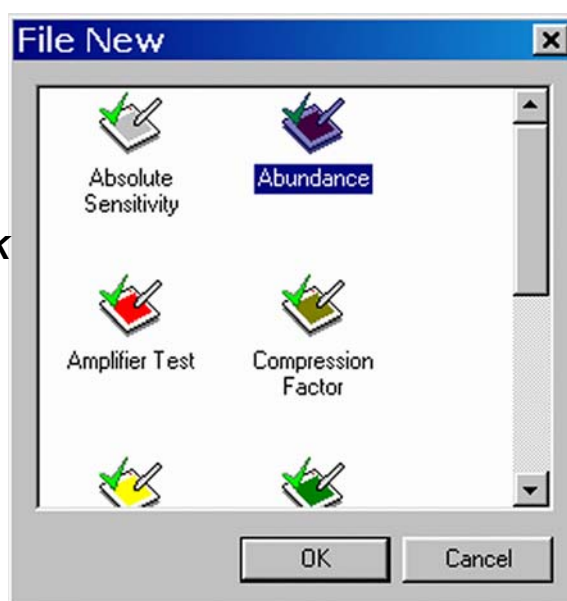 File New
Absolute
Sensitivity
Abundance
k
Amplifier Test
Compression
Factor
OK
Cancel